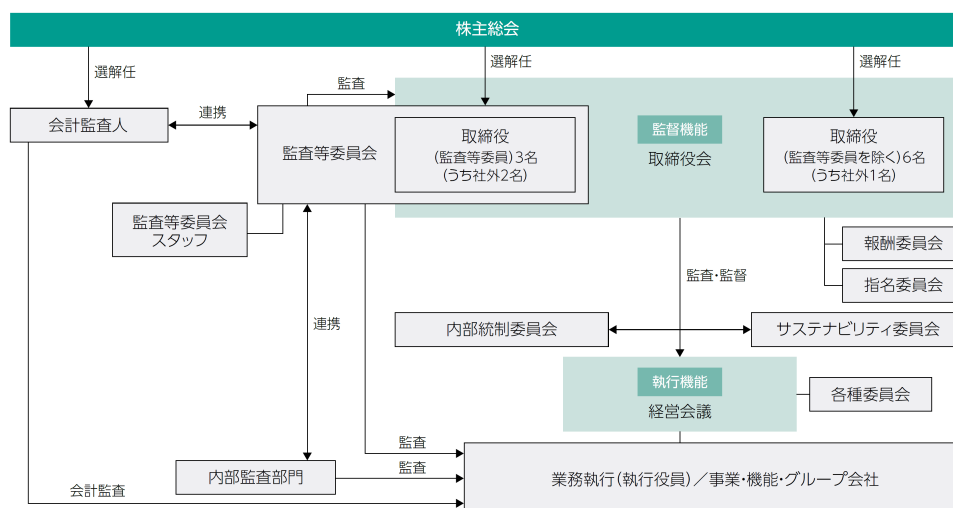 株主総会
選解任
選解任
選解任
監査
会計監査人
連携
監査等委員会
取締役
(監査等委員)3名
(うち社外2名)
監督機能
取締役会
取締役
(監査等委員を除く)6名
(うち社外1名)
監査等委員会
スタッフ
報酬委員会
指名委員会
監査・監督
連携
内部統制委員会
サステナビリティ委員会
執行機能
経営会議
各種委員会
監査
内部監査部門
監査
会計監査
業務執行(執行役員)／事業・機能・グループ会社